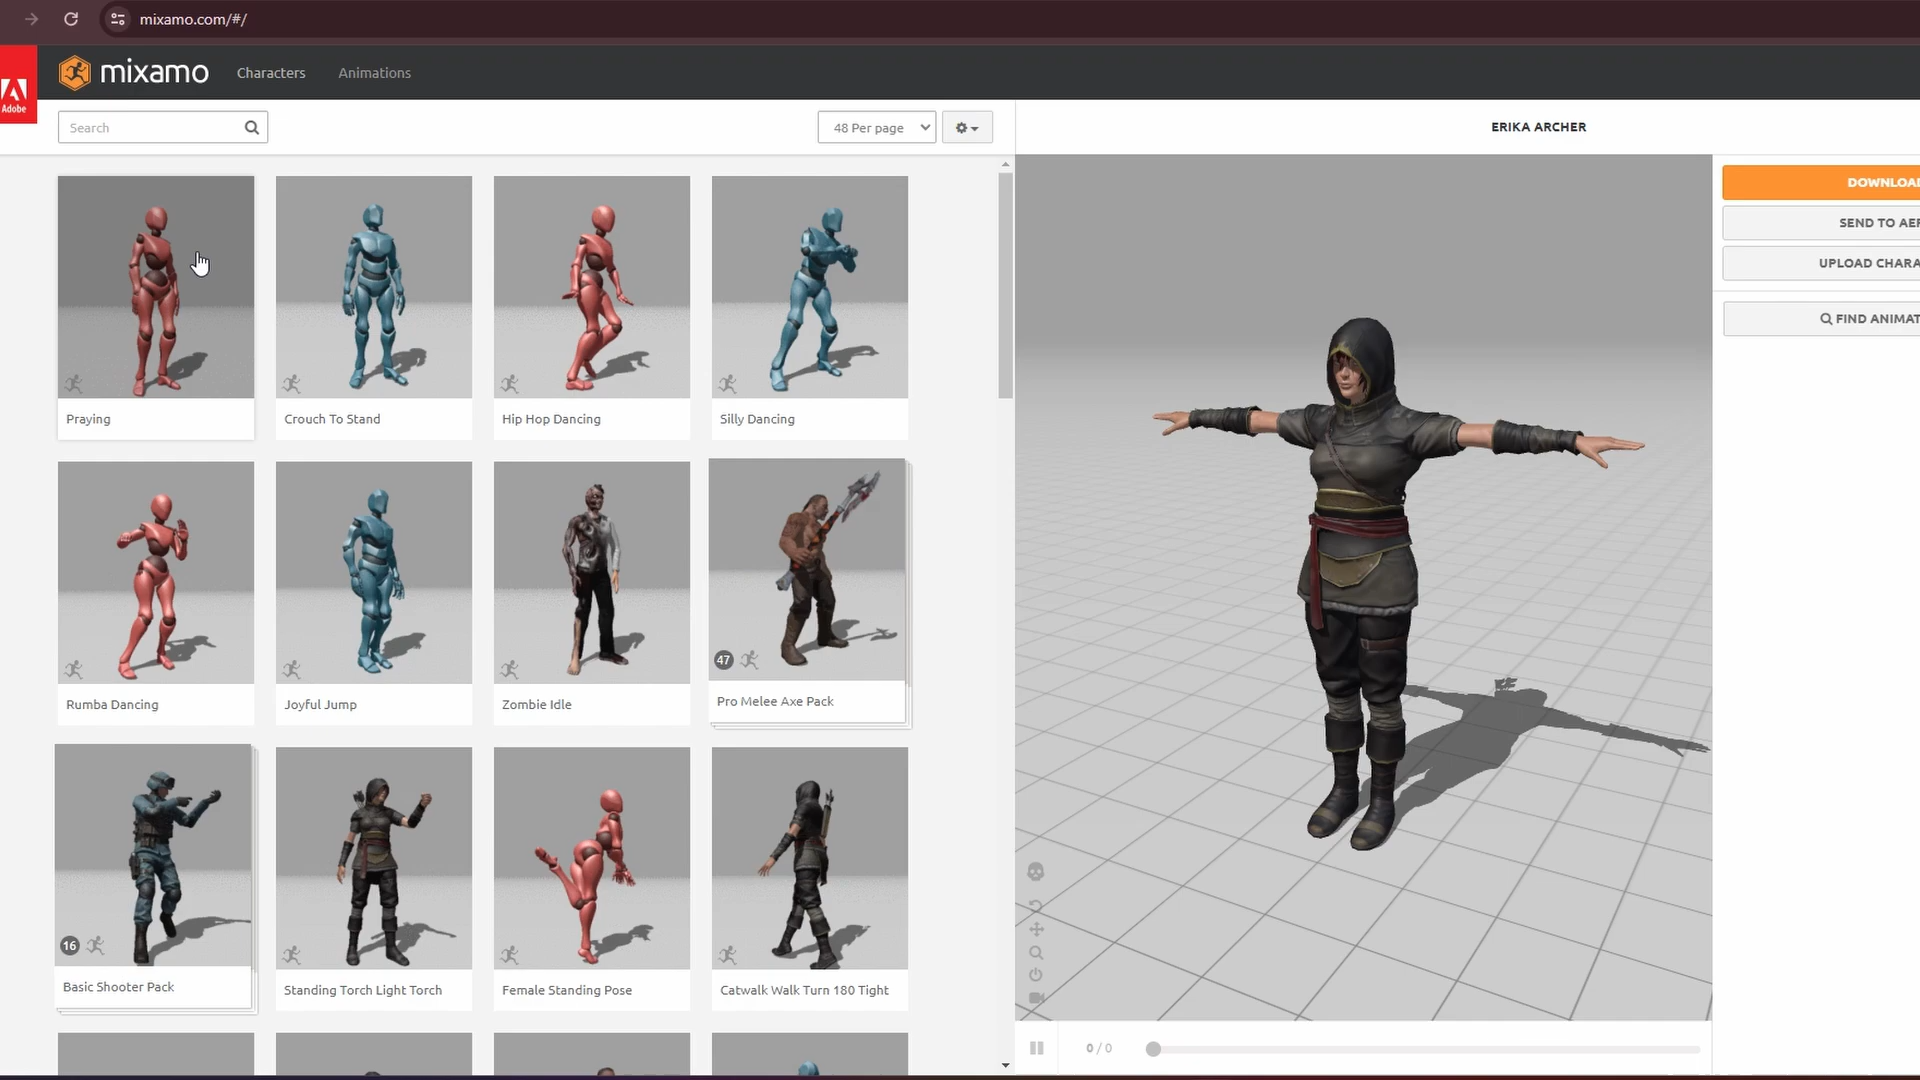 mixamo.com/#/
Adobe
mixamo
Characters
Animations
Search
48 Per page
ERIKA ARCHER
DOWNLOAD
SEND TO AER
UPLOAD CHARA
FIND ANIMAT
Praying
Crouch To Stand
Hip Hop Dancing
Silly Dancing
Rumba Dancing
Joyful Jump
Zombie Idle
47
Pro Melee Axe Pack
16
Basic Shooter Pack
Standing Torch Light Torch
Female Standing Pose
Catwalk Walk Turn 180 Tight
0 / 0